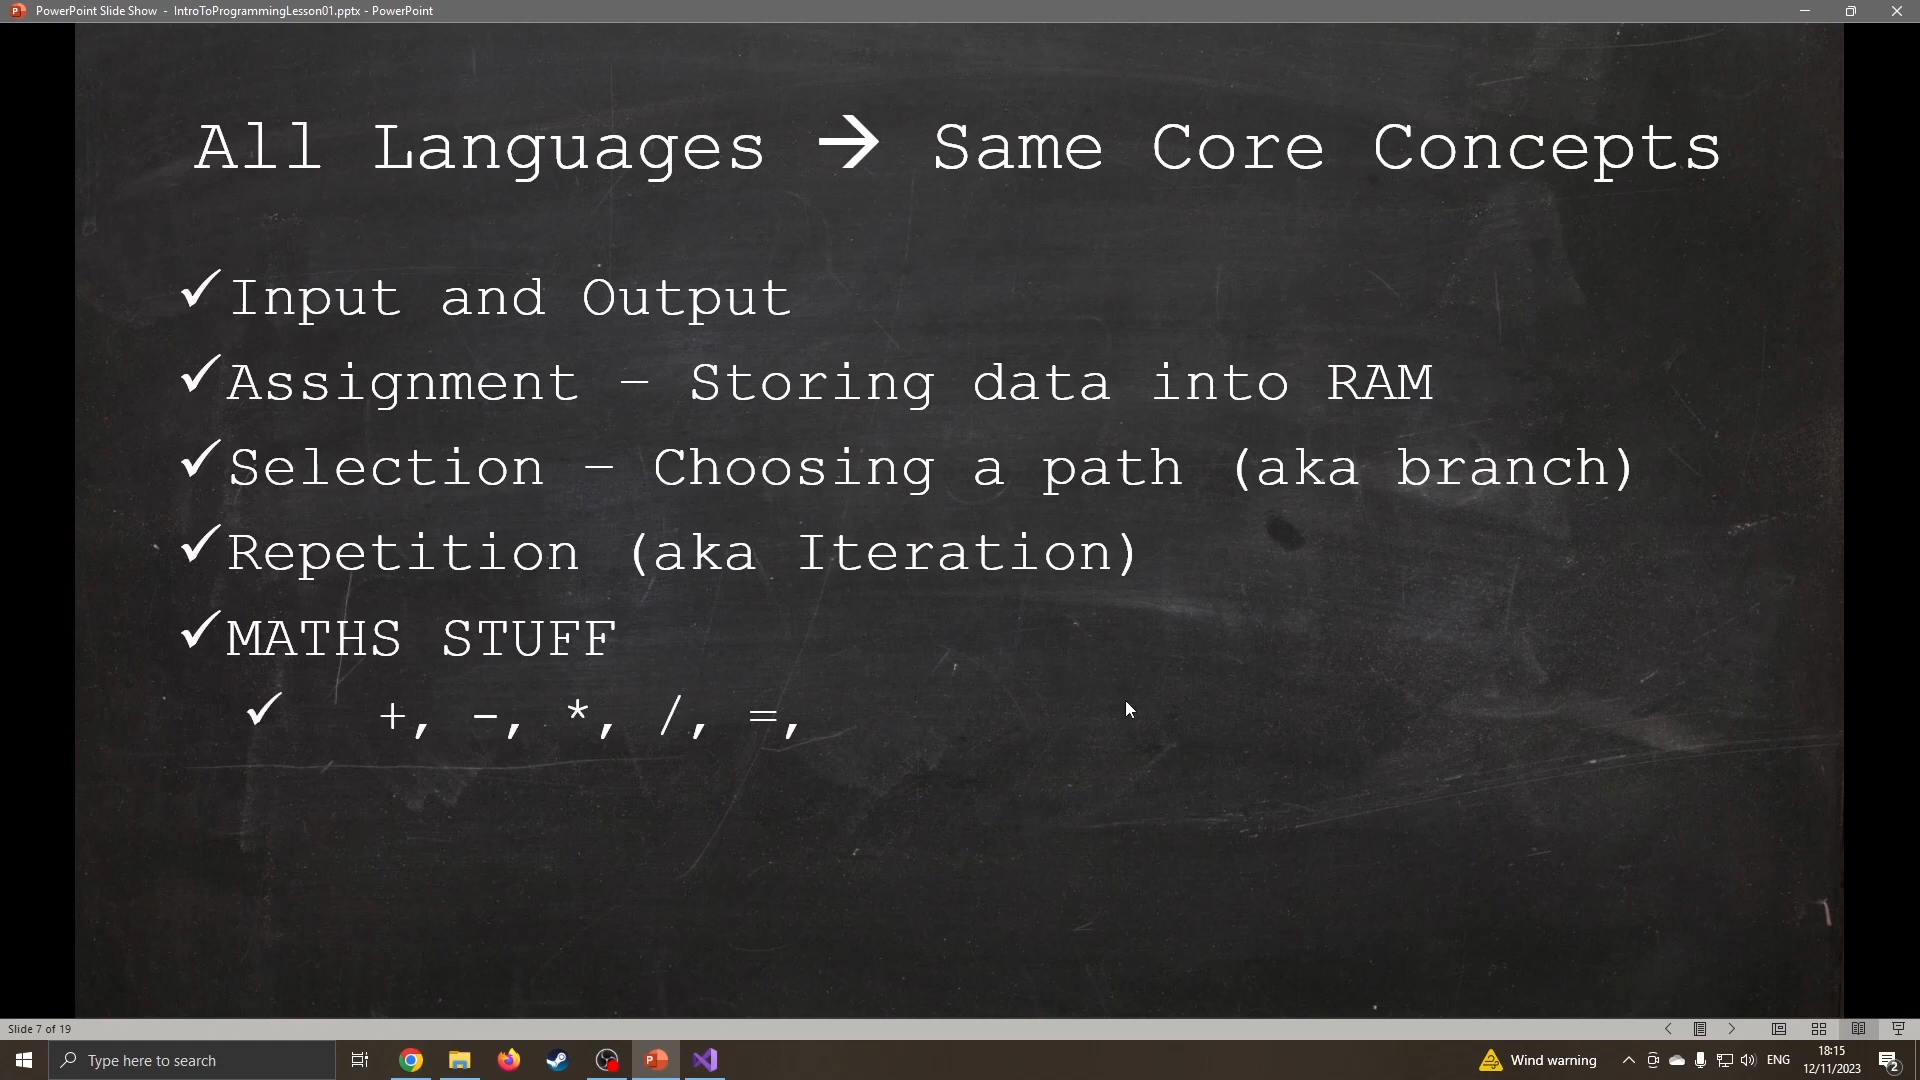 PowerPoint Slide Show - IntroToProgrammingLesson01.pptx - PowerPoint
All Languages → Same Core Concepts
✓Input and Output
✓Assignment – Storing data into RAM
✓Selection – Choosing a path (aka branch)
✓Repetition (aka Iteration)
✓MATHS STUFF
✓ +, -, *, /, =,
Slide 7 of 19
Type here to search
Wind warning
ENG
18:15
12/11/2023
2